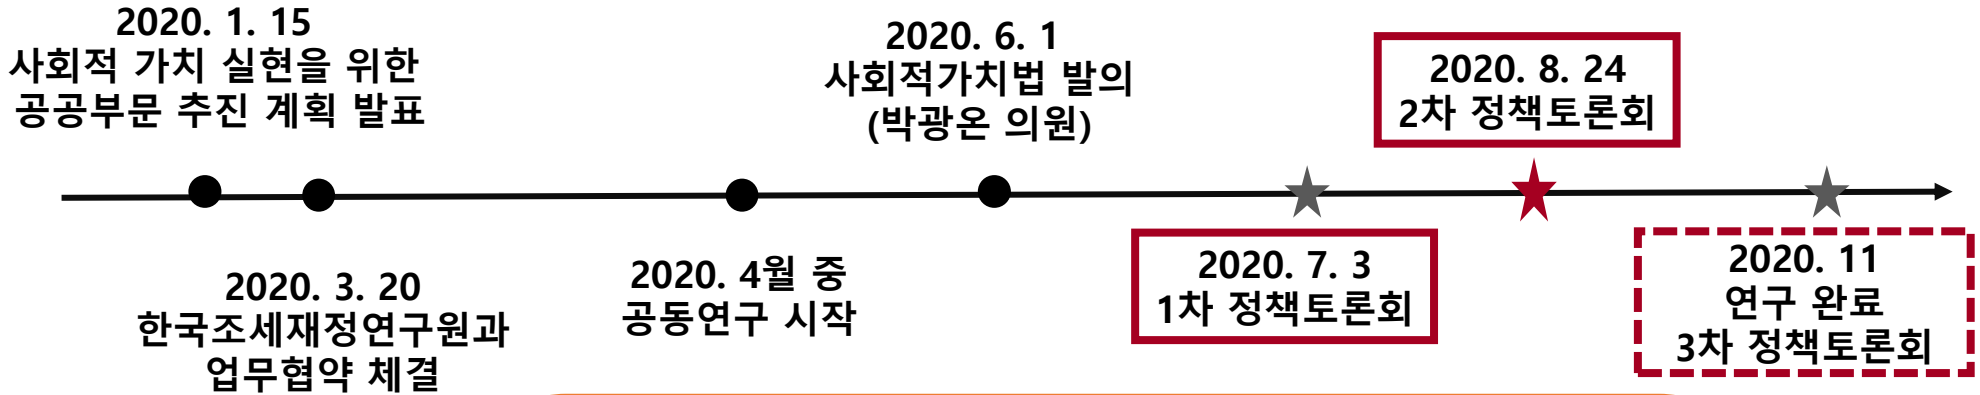 2020. 1. 15
사회적 가치 실현을 위한
공공부문 추진 계획 발표
2020. 3. 20
한국조세재정연구원과
업무협약 체결
2020. 4월 중
공동연구 시작
2020. 6. 1
사회적가치법 발의
(박광온 의원)
2020. 7. 3
1차 정책토론회
2020. 8. 24
2차 정책토론회
2020. 11
연구 완료
3차 정책토론회